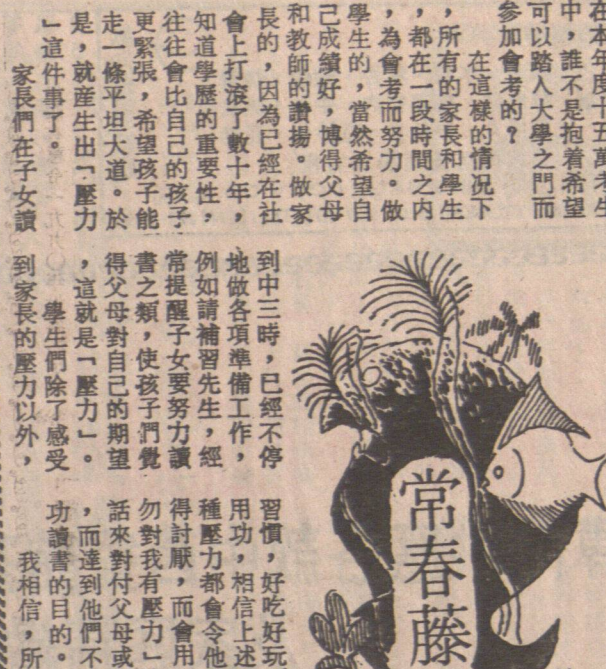 在本年度十五萬考生
中，誰不是抱着希望
可以踏入大學之門而
參加會考的？
在這樣的情況下
，所有的家長和學生
，都在一段時間之內
，為會考而努力。做
學生的，當然希望自
己成績好，博得父母
和教師的讚揚。做家
長的，因為已經在社
會上打滾了數十年，
知道學歷的重要性，
往往會比自己的孩子
更緊張，希望孩子能
走一條平坦大道。於
是，就産生出「壓力
」這件事了。
家長們在子女讀
到中三時，已經不停
地做各項準備工作，
例如請補習先生，經
常提醒子女要努力讀
書之類，使孩子們覺
得父母對自己的期望
，這就是「壓力」。
學生們除了感受
到家長的壓力以外，
習慣，好吃好玩
用功，相信上述
種壓力都會令他
得討厭，而會用
勿對我有壓力」
話來對付父母或
，而達到他們不
功讀書的目的。
我相信，所
常春藤